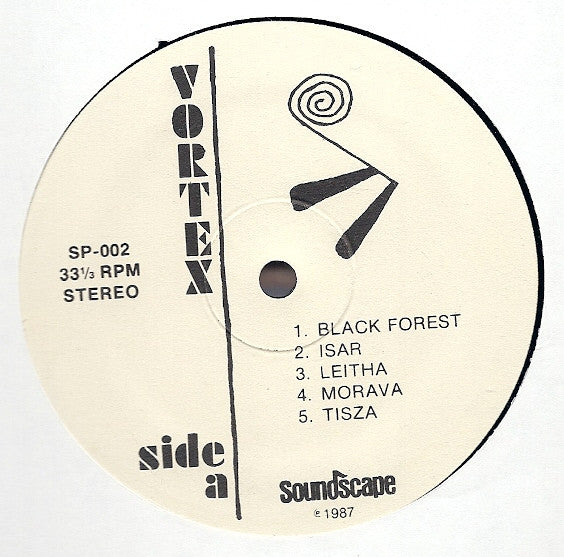 VORTEX
SP-002
33⅓ RPM
STEREO
1. BLACK FOREST
2. ISAR
3. LEITHA
4. MORAVA
5. TISZA
side
a
Soundscape
℗ 1987